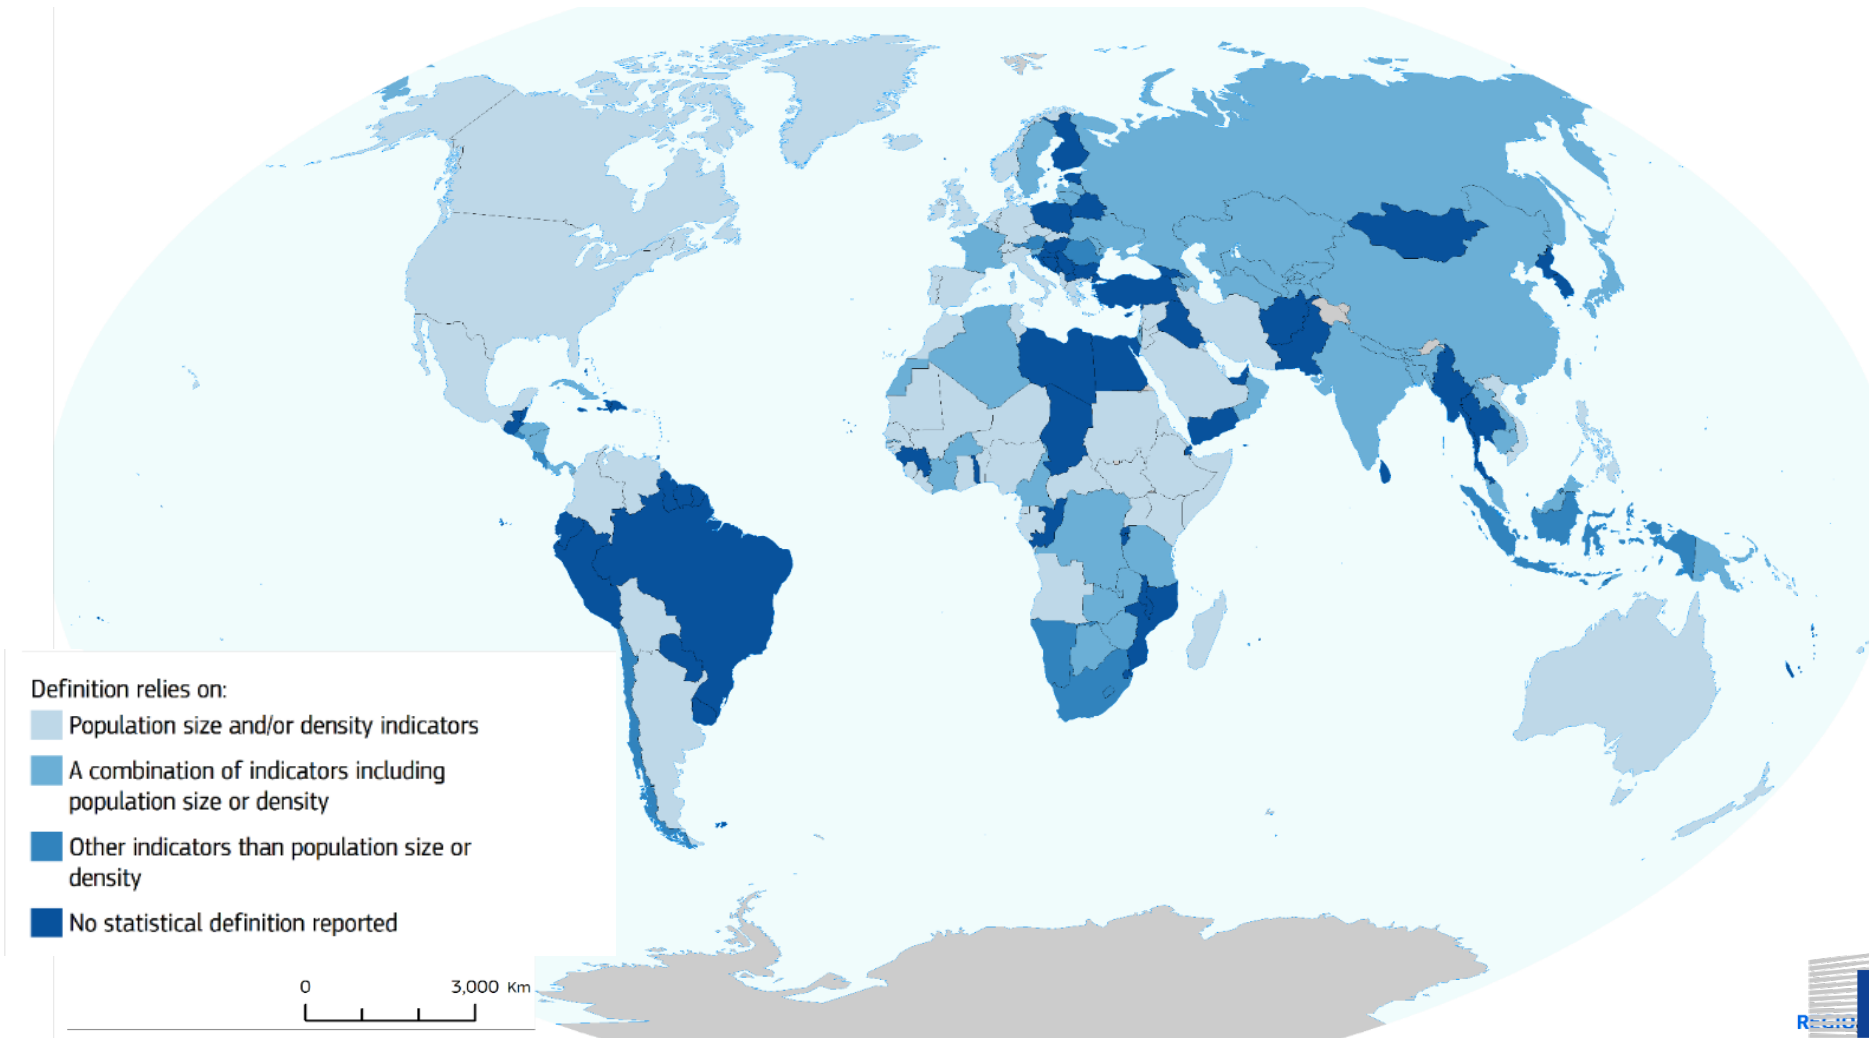 Definition relies on:
Population size and/or density indicators
A combination of indicators including
population size or density
Other indicators than population size or
density
No statistical definition reported
0 3,000 Km